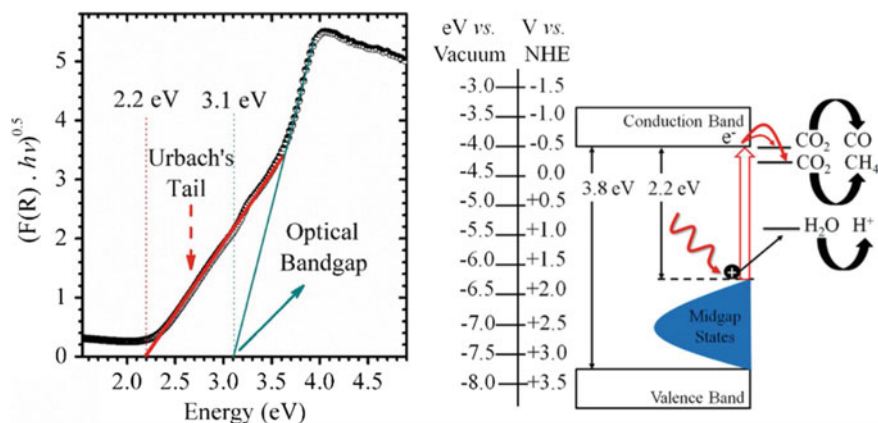 5
4
3
2
1
0
(F(R) . hν)^0.5
2.2 eV
3.1 eV
Urbach's
Tail
Optical
Bandgap
2.0 2.5 3.0 3.5 4.0 4.5
Energy (eV)
eV vs. V vs.
Vacuum NHE
-3.0 -1.5
-3.5 -1.0
-4.0 -0.5
-4.5 0.0
-5.0 +0.5
-5.5 +1.0
-6.0 +1.5
-6.5 +2.0
-7.0 +2.5
-7.5 +3.0
-8.0 +3.5
Conduction Band
e-
3.8 eV
2.2 eV
CO2 CO
CO2 CH4
H2O H+
+
Midgap
States
Valence Band